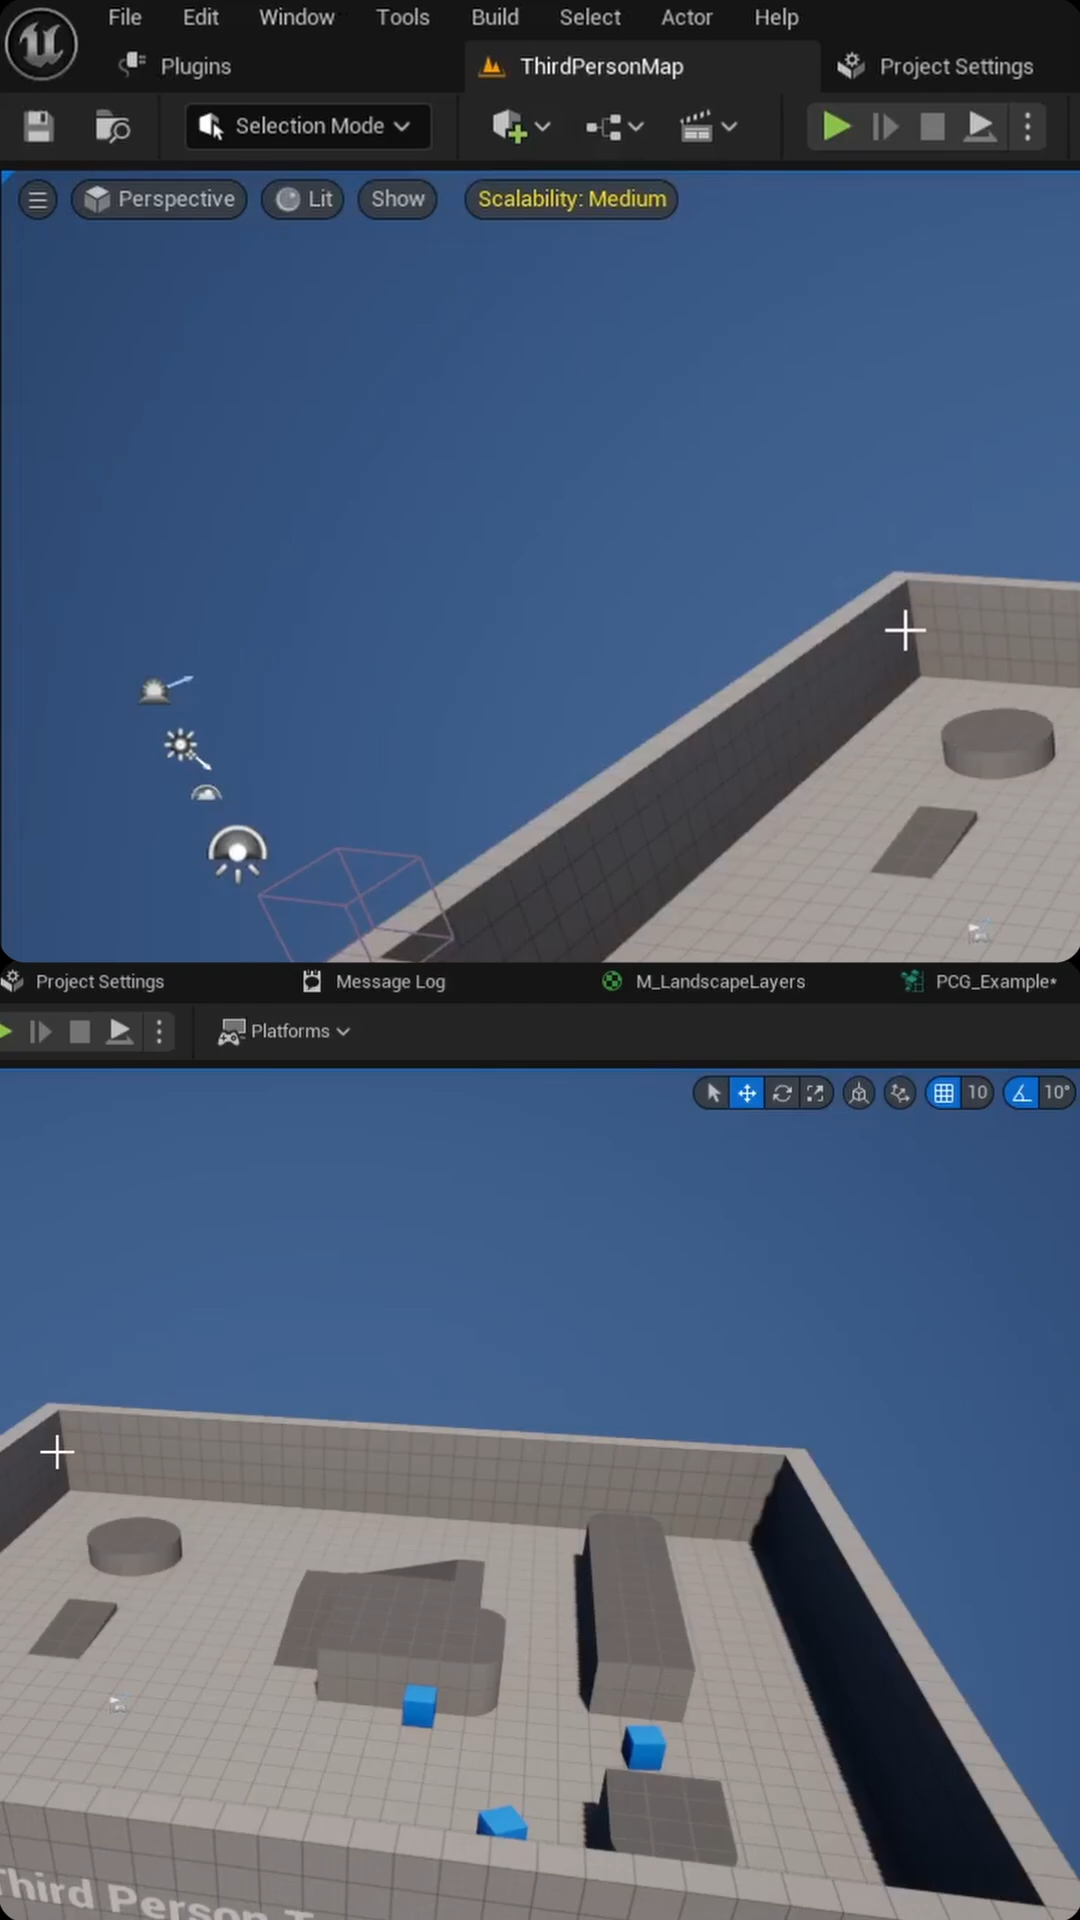 File Edit Window Tools Build Select Actor Help
Plugins ThirdPersonMap Project Settings
Selection Mode
Perspective Lit Show Scalability: Medium
Project Settings Message Log M_LandscapeLayers PCG_Example*
Platforms
10 10°
Third Person